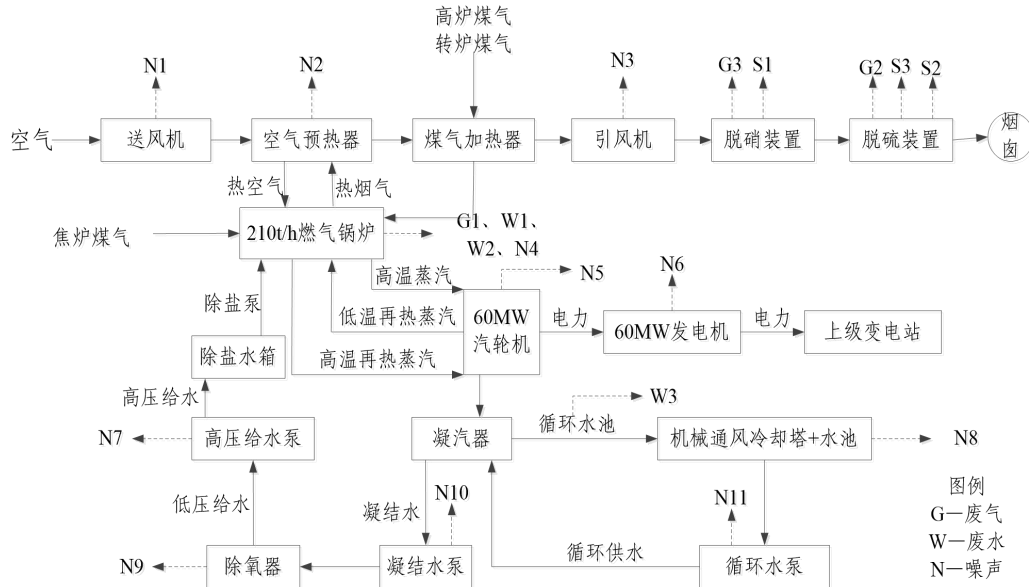 高炉煤气
转炉煤气
N1
N2
N3
G3
S1
G2
S3
S2
空气
送风机
空气预热器
煤气加热器
引风机
脱硝装置
脱硫装置
烟囱
热空气
热烟气
焦炉煤气
210t/h燃气锅炉
G1、W1、
W2、N4
高温蒸汽
N5
N6
除盐泵
低温再热蒸汽
60MW
汽轮机
电力
60MW发电机
电力
上级变电站
除盐水箱
高温再热蒸汽
高压给水
W3
N7
高压给水泵
凝汽器
循环水池
机械通风冷却塔+水池
N8
低压给水
凝结水
N10
N11
图例
G—废气
W—废水
N—噪声
N9
除氧器
凝结水泵
循环供水
循环水泵